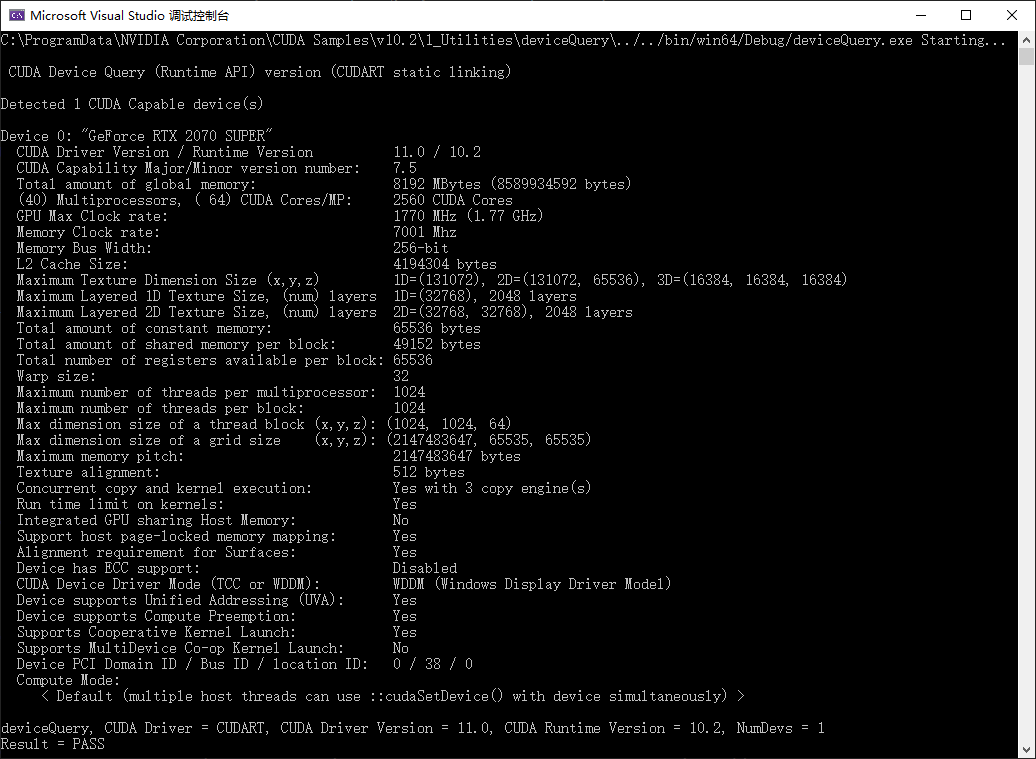 Microsoft Visual Studio 调试控制台
C:\ProgramData\NVIDIA Corporation\CUDA Samples\v10.2\1_Utilities\deviceQuery\../../bin/win64/Debug/deviceQuery.exe Starting...
CUDA Device Query (Runtime API) version (CUDART static linking)
Detected 1 CUDA Capable device(s)
Device 0: "GeForce RTX 2070 SUPER"
CUDA Driver Version / Runtime Version 11.0 / 10.2
CUDA Capability Major/Minor version number: 7.5
Total amount of global memory: 8192 MBytes (8589934592 bytes)
(40) Multiprocessors, ( 64) CUDA Cores/MP: 2560 CUDA Cores
GPU Max Clock rate: 1770 MHz (1.77 GHz)
Memory Clock rate: 7001 Mhz
Memory Bus Width: 256-bit
L2 Cache Size: 4194304 bytes
Maximum Texture Dimension Size (x,y,z) 1D=(131072), 2D=(131072, 65536), 3D=(16384, 16384, 16384)
Maximum Layered 1D Texture Size, (num) layers 1D=(32768), 2048 layers
Maximum Layered 2D Texture Size, (num) layers 2D=(32768, 32768), 2048 layers
Total amount of constant memory: 65536 bytes
Total amount of shared memory per block: 49152 bytes
Total number of registers available per block: 65536
Warp size: 32
Maximum number of threads per multiprocessor: 1024
Maximum number of threads per block: 1024
Max dimension size of a thread block (x,y,z): (1024, 1024, 64)
Max dimension size of a grid size (x,y,z): (2147483647, 65535, 65535)
Maximum memory pitch: 2147483647 bytes
Texture alignment: 512 bytes
Concurrent copy and kernel execution: Yes with 3 copy engine(s)
Run time limit on kernels: Yes
Integrated GPU sharing Host Memory: No
Support host page-locked memory mapping: Yes
Alignment requirement for Surfaces: Yes
Device has ECC support: Disabled
CUDA Device Driver Mode (TCC or WDDM): WDDM (Windows Display Driver Model)
Device supports Unified Addressing (UVA): Yes
Device supports Compute Preemption: Yes
Supports Cooperative Kernel Launch: Yes
Supports MultiDevice Co-op Kernel Launch: No
Device PCI Domain ID / Bus ID / location ID: 0 / 38 / 0
Compute Mode:
< Default (multiple host threads can use ::cudaSetDevice() with device simultaneously) >
deviceQuery, CUDA Driver = CUDART, CUDA Driver Version = 11.0, CUDA Runtime Version = 10.2, NumDevs = 1
Result = PASS